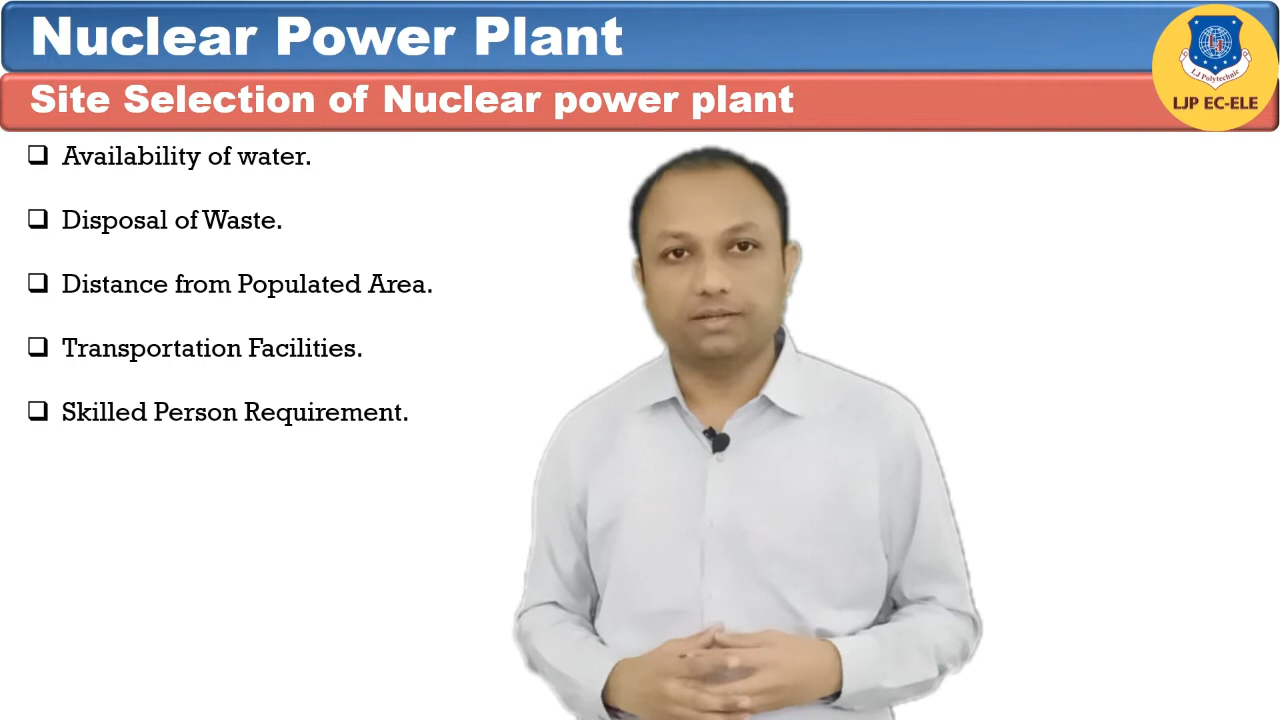 Nuclear Power Plant
Site Selection of Nuclear power plant
L J Polytechnic
LJP EC-ELE
Availability of water.
Disposal of Waste.
Distance from Populated Area.
Transportation Facilities.
Skilled Person Requirement.